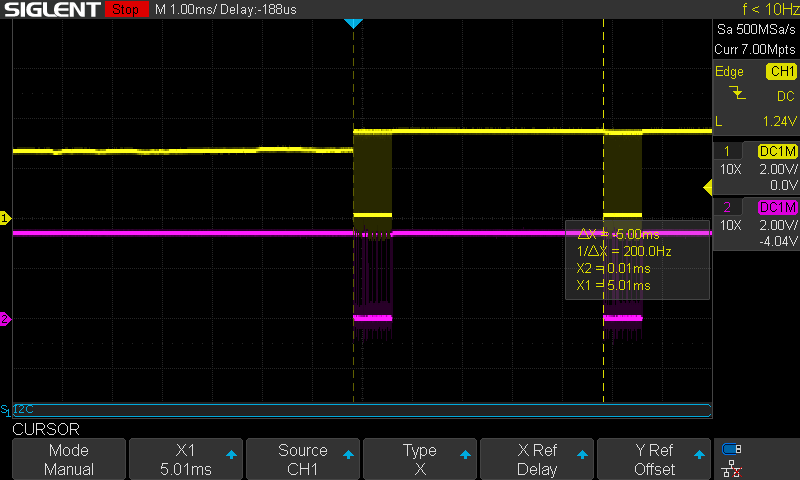 SIGLENT Stop M 1.00ms/ Delay:-188us f < 10Hz
Sa 500MSa/s
Curr 7.00Mpts
Edge CH1
DC
L 1.24V
1 DC1M
10X 2.00V/
0.0V
2 DC1M
10X 2.00V/
-4.04V
1
ΔX = -5.00ms
1/ΔX = 200.0Hz
X2 = 0.01ms
X1 = 5.01ms
2
S1 I2C
CURSOR
Mode X1 Source Type X Ref Y Ref
Manual 5.01ms CH1 X Delay Offset